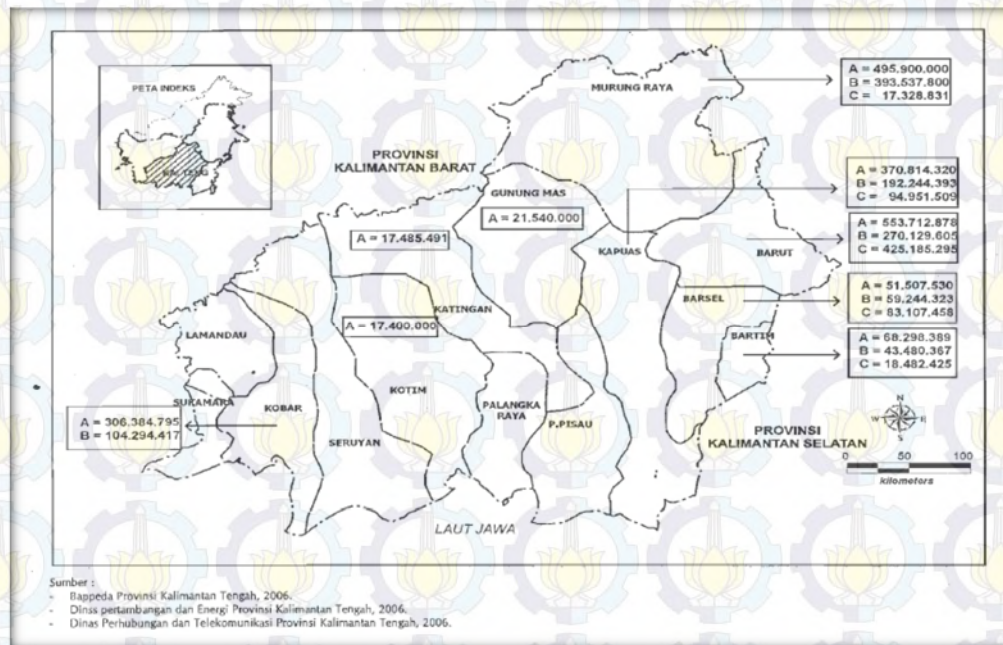 PETA INDEKS
KALTENG
PROVINSI
KALIMANTAN BARAT
MURUNG RAYA
A = 495.900.000
B = 393.537.800
C = 17.328.831
GUNUNG MAS
A = 21.540.000
A = 17.485.491
KAPUAS
A = 370.814.320
B = 192.244.393
C = 94.951.509
BARUT
A = 553.712.878
B = 270.129.605
C = 425.185.295
BARSEL
A = 51.507.530
B = 59.244.323
C = 83.107.458
BARTIM
A = 68.298.389
B = 43.480.367
C = 18.482.425
KATINGAN
A = 17.400.000
LAMANDAU
SUKAMARA
KOBAR
A = 306.384.795
B = 104.294.417
SERUYAN
KOTIM
PALANGKA
RAYA
P.PISAU
PROVINSI
KALIMANTAN SELATAN
N
W E
S
0 50 100
kilometers
LAUT JAWA
Sumber :
- Bappeda Provinsi Kalimantan Tengah, 2006.
- Dinss pertambangan dan Energi Provinsi Kalimantan Tengah, 2006.
- Dinas Perhubungan dan Telekomunikasi Provinsi Kalimantan Tengah, 2006.